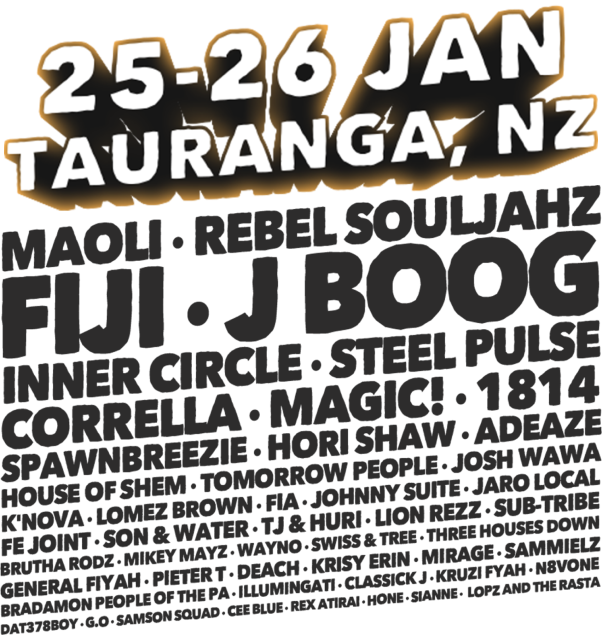 25-26 JAN
TAURANGA, NZ
MAOLI · REBEL SOULJAHZ
FIJI · J BOOG
INNER CIRCLE · STEEL PULSE
CORRELLA · MAGIC! · 1814
SPAWNBREEZIE · HORI SHAW · ADEAZE
HOUSE OF SHEM · TOMORROW PEOPLE · JOSH WAWA
K'NOVA · LOMEZ BROWN · FIA · JOHNNY SUITE · JARO LOCAL
FE JOINT · SON & WATER · TJ & HURI · LION REZZ · SUB-TRIBE
BRUTHA RODZ · MIKEY MAYZ · WAYNO · SWISS & TREE · THREE HOUSES DOWN
GENERAL FIYAH · PIETER T · DEACH · KRISY ERIN · MIRAGE · SAMMIELZ
BRADAMON PEOPLE OF THE PA · ILLUMINGATI · CLASSICK J · KRUZI FYAH · N8VONE
DAT378BOY · G.O · SAMSON SQUAD · CEE BLUE · REX ATIRAI · HONE · SIANNE · LOPZ AND THE RASTA